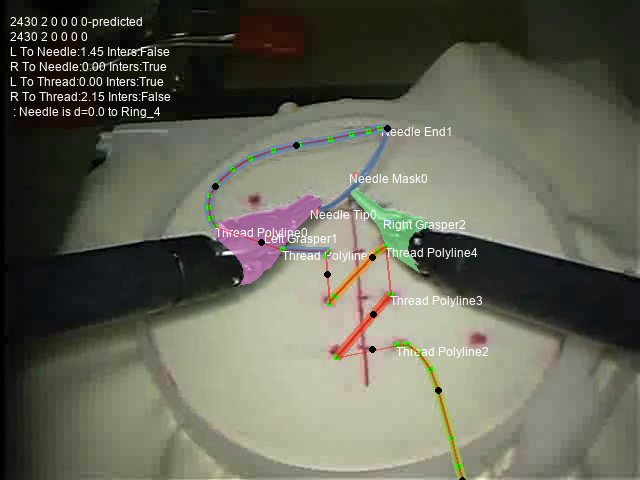 2430 2 0 0 0 0-predicted
2430 2 0 0 0 0
L To Needle:1.45 Inters:False
R To Needle:0.00 Inters:True
L To Thread:0.00 Inters:True
R To Thread:2.15 Inters:False
: Needle is d=0.0 to Ring_4
Needle End1
Needle Mask0
Needle Tip0
Right Grasper2
Thread Polyline0
Left Grasper1
Thread Polyline
Thread Polyline4
Thread Polyline3
Thread Polyline2